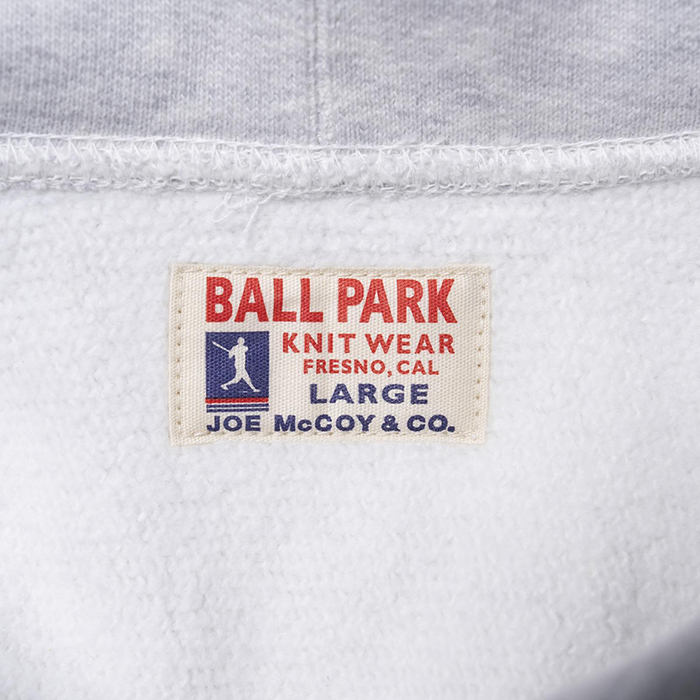 BALL PARK
KNIT WEAR
FRESNO, CAL
LARGE
JOE McCOY & CO.